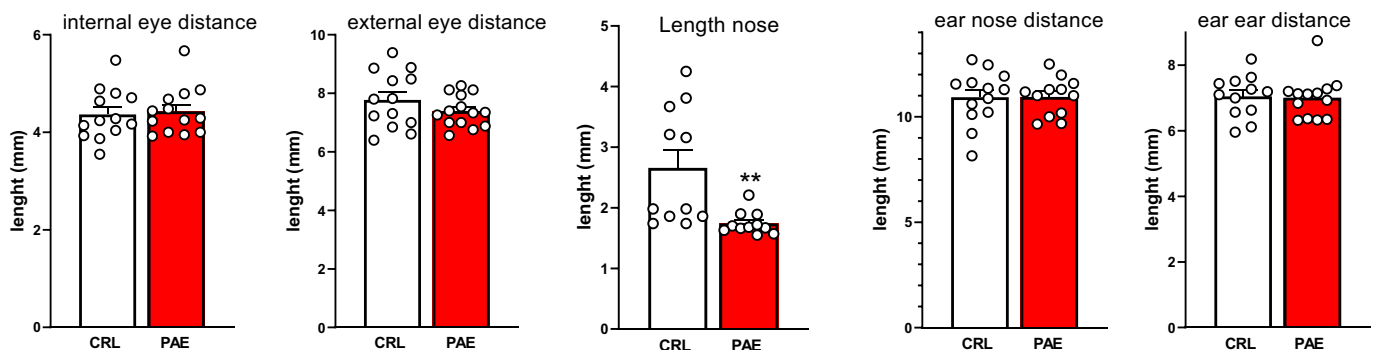 internal eye distance
lenght (mm)
6
4
2
0
CRL PAE
external eye distance
lenght (mm)
10
8
6
4
2
0
CRL PAE
Length nose
lenght (mm)
5
4
3
2
1
0
**
CRL PAE
ear nose distance
lenght (mm)
10
5
0
CRL PAE
ear ear distance
lenght (mm)
8
6
4
2
0
CRL PAE